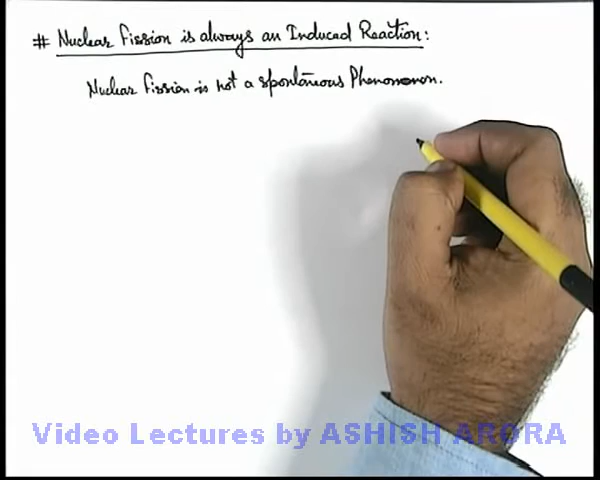 # Nuclear Fission is always an Induced Reaction:
Nuclear Fission is not a spontaneous Phenomenon.
Video Lectures by ASHISH ARORA